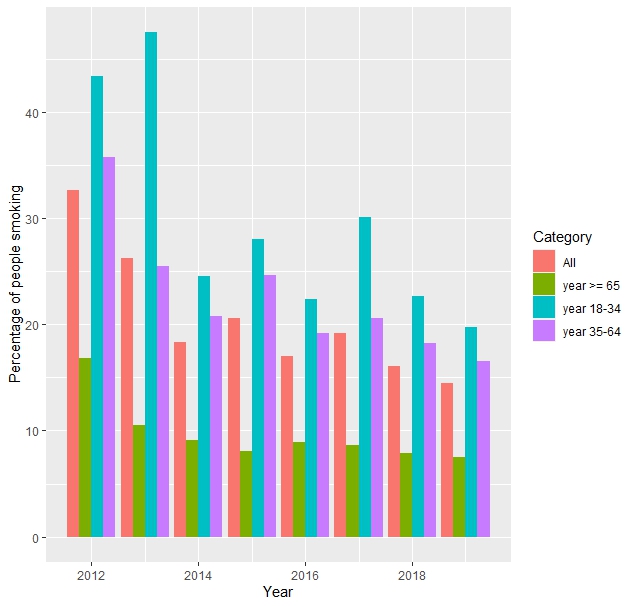 Percentage of people smoking
40
30
20
10
0
2012 2014 2016 2018
Year
Category
All
year >= 65
year 18-34
year 35-64